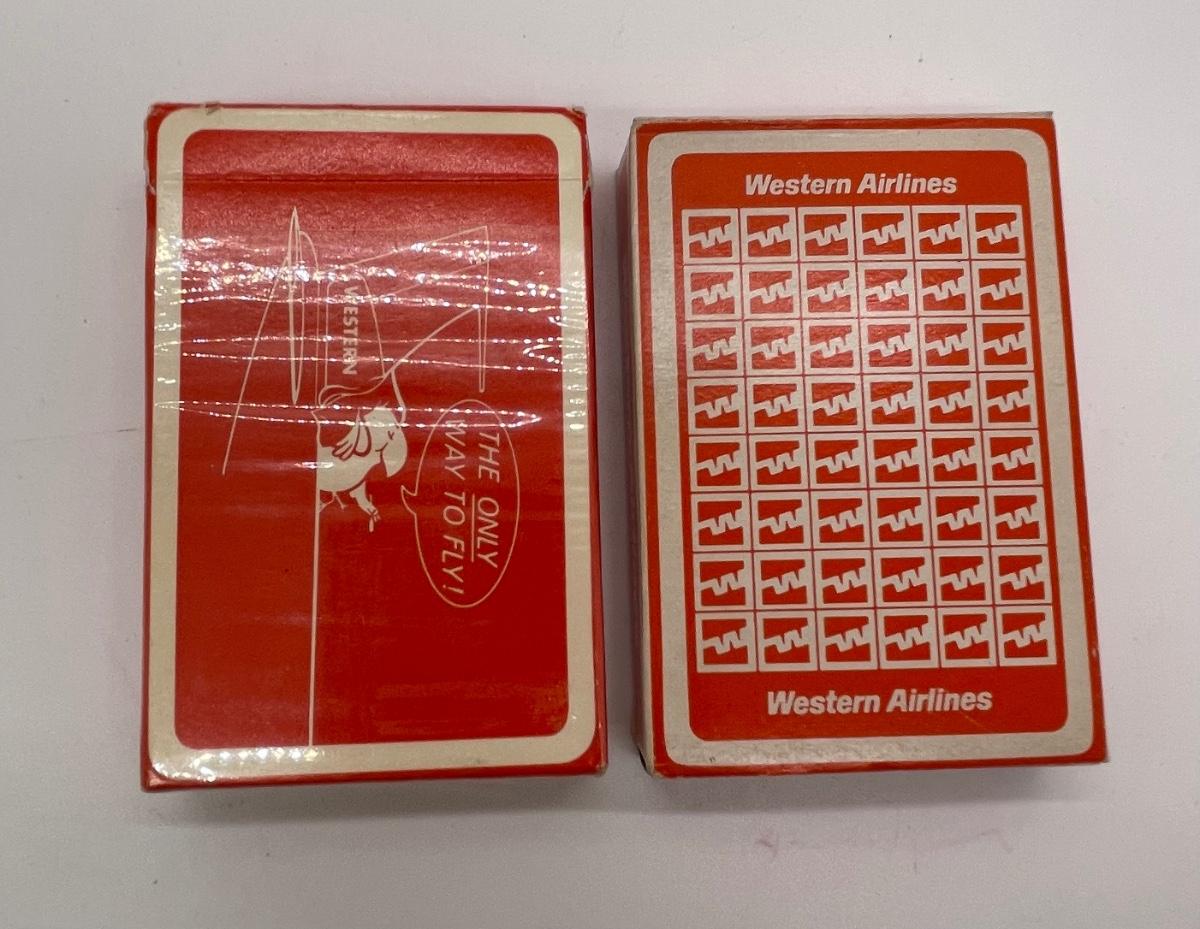 WESTERN
THE ONLY
WAY TO FLY!
Western Airlines
Western Airlines